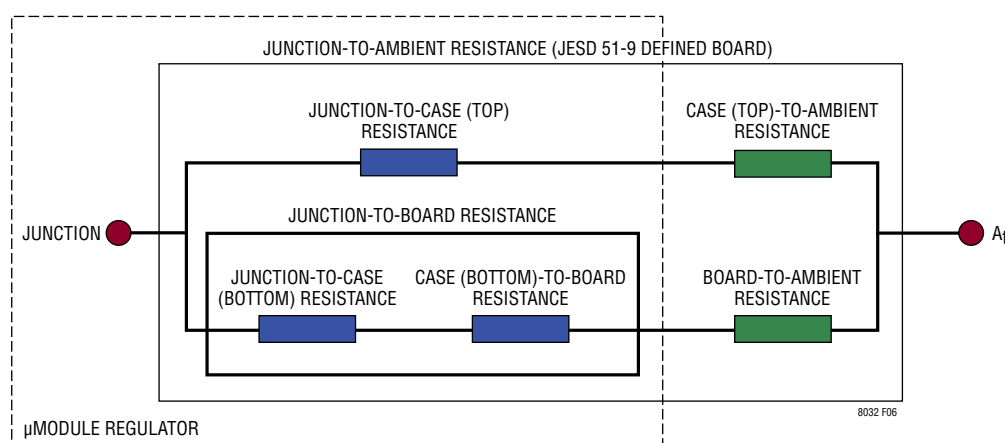 JUNCTION-TO-AMBIENT RESISTANCE (JESD 51-9 DEFINED BOARD)
JUNCTION-TO-CASE (TOP)
RESISTANCE
CASE (TOP)-TO-AMBIENT
RESISTANCE
JUNCTION
JUNCTION-TO-BOARD RESISTANCE
JUNCTION-TO-CASE
(BOTTOM) RESISTANCE
CASE (BOTTOM)-TO-BOARD
RESISTANCE
BOARD-TO-AMBIENT
RESISTANCE
8032 F06
µMODULE REGULATOR